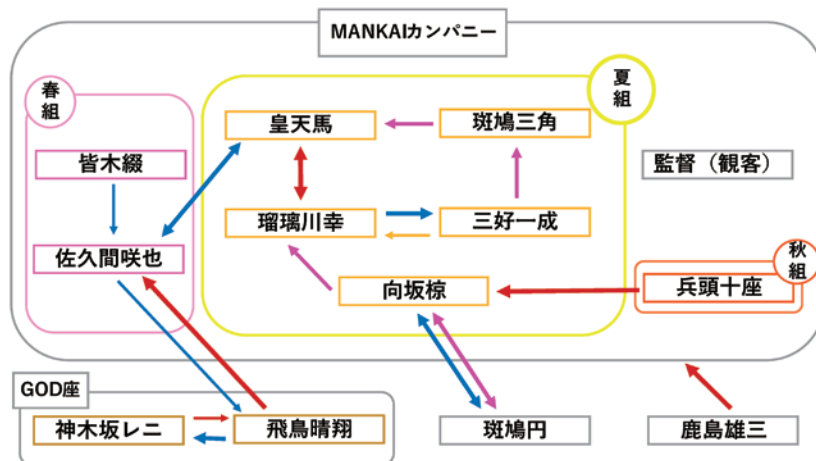 MANKAIカンパニー
春組
夏組
皇天馬
斑鳩三角
皆木綴
監督（観客）
瑠璃川幸
三好一成
佐久間咲也
秋組
向坂椋
兵頭十座
GOD座
神木坂レニ
飛鳥晴翔
斑鳩円
鹿島雄三